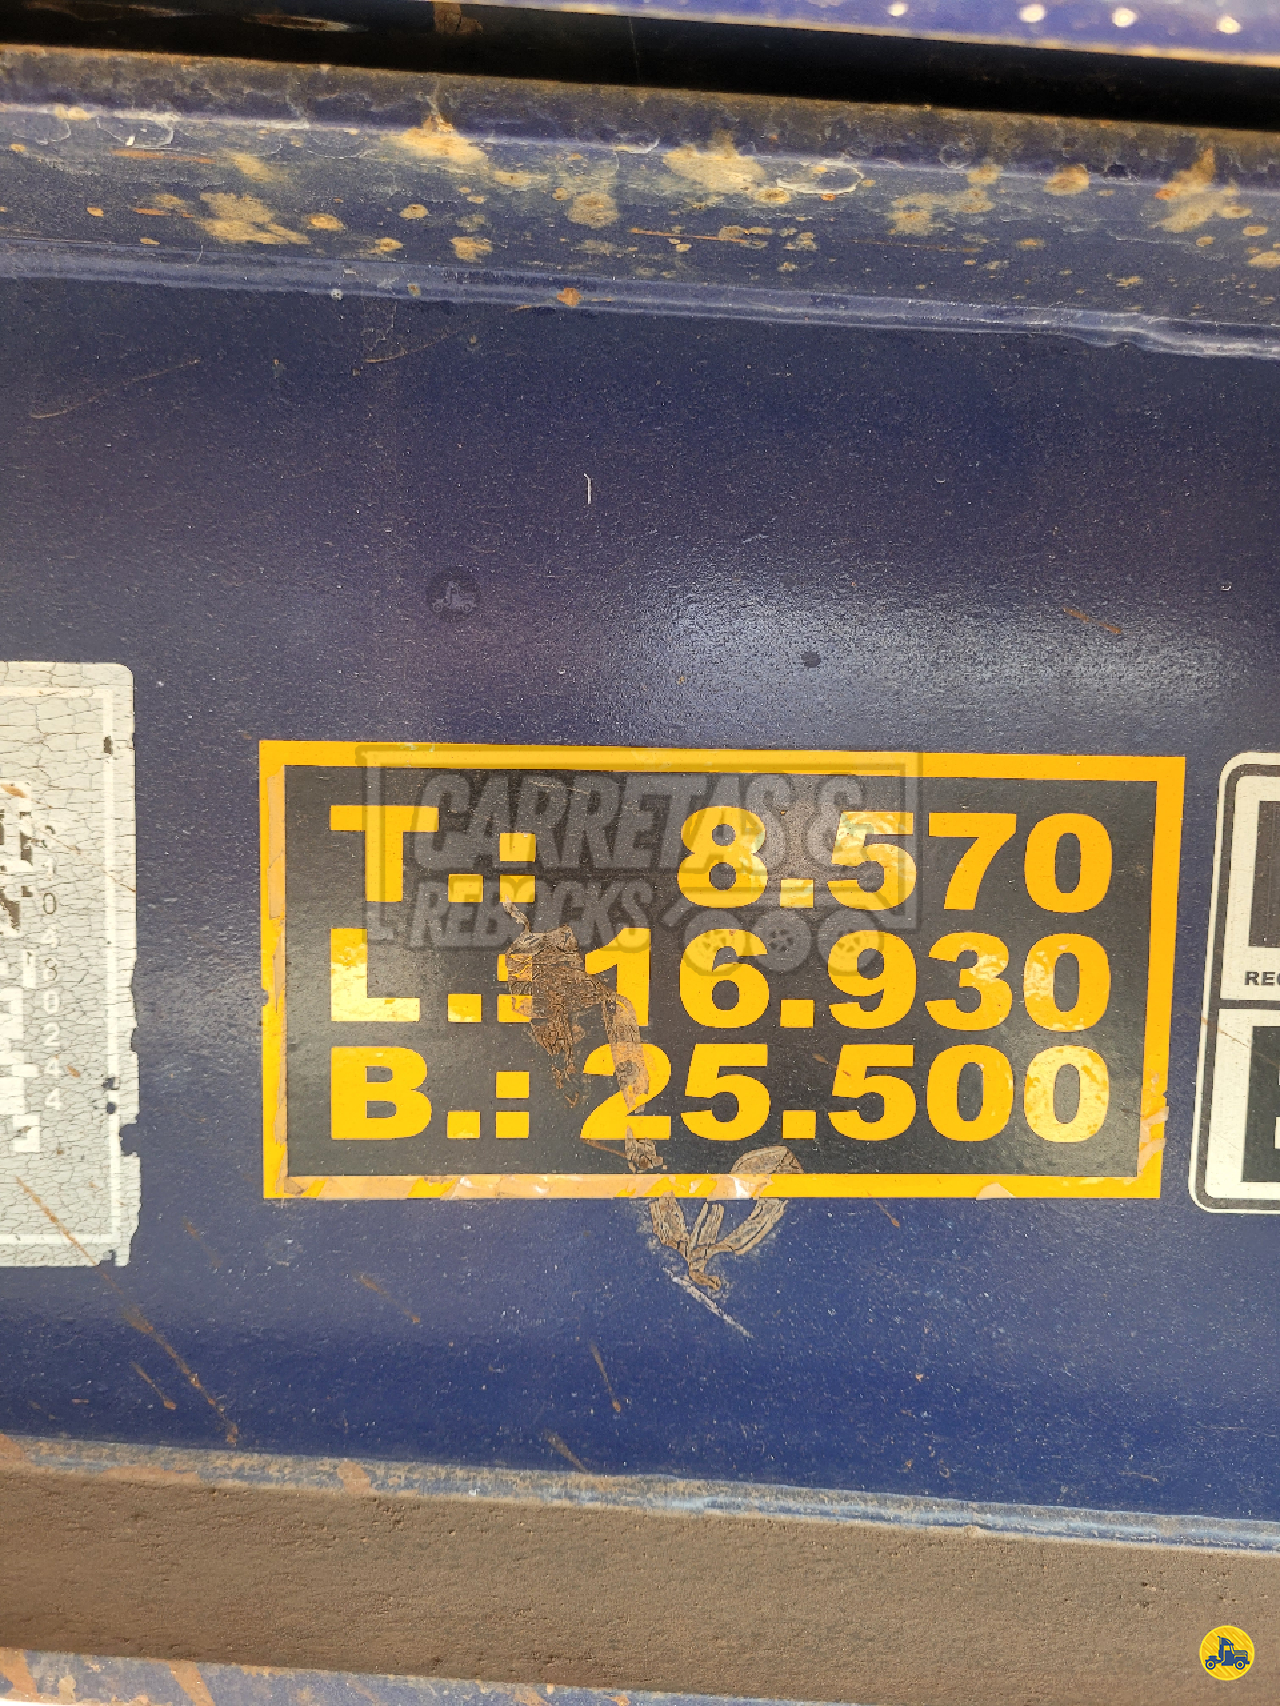 T.: 8.570
L.: 16.930
B.: 25.500
CARRETAS &
REBOCKS